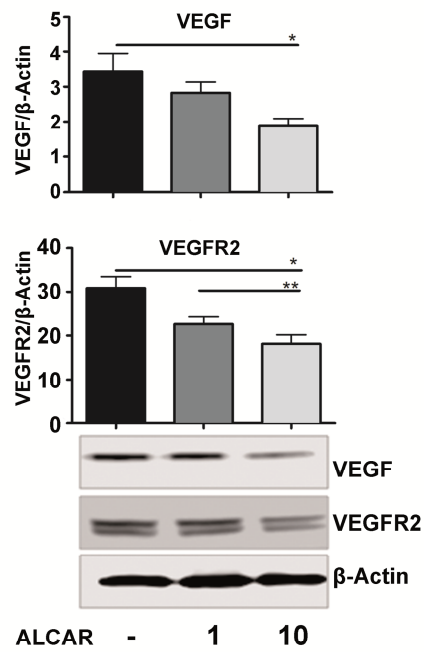 VEGF
*
VEGF/β-Actin
5
4
3
2
1
0
VEGFR2
*
**
VEGFR2/β-Actin
40
30
20
10
0
VEGF
VEGFR2
β-Actin
ALCAR - 1 10